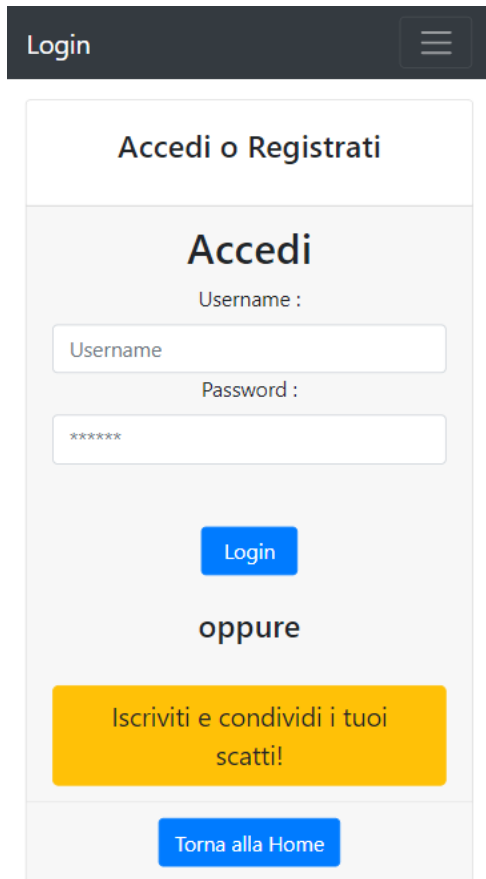 Login
Accedi o Registrati
Accedi
Username :
Username
Password :
******
Login
oppure
Iscriviti e condividi i tuoi
scatti!
Torna alla Home